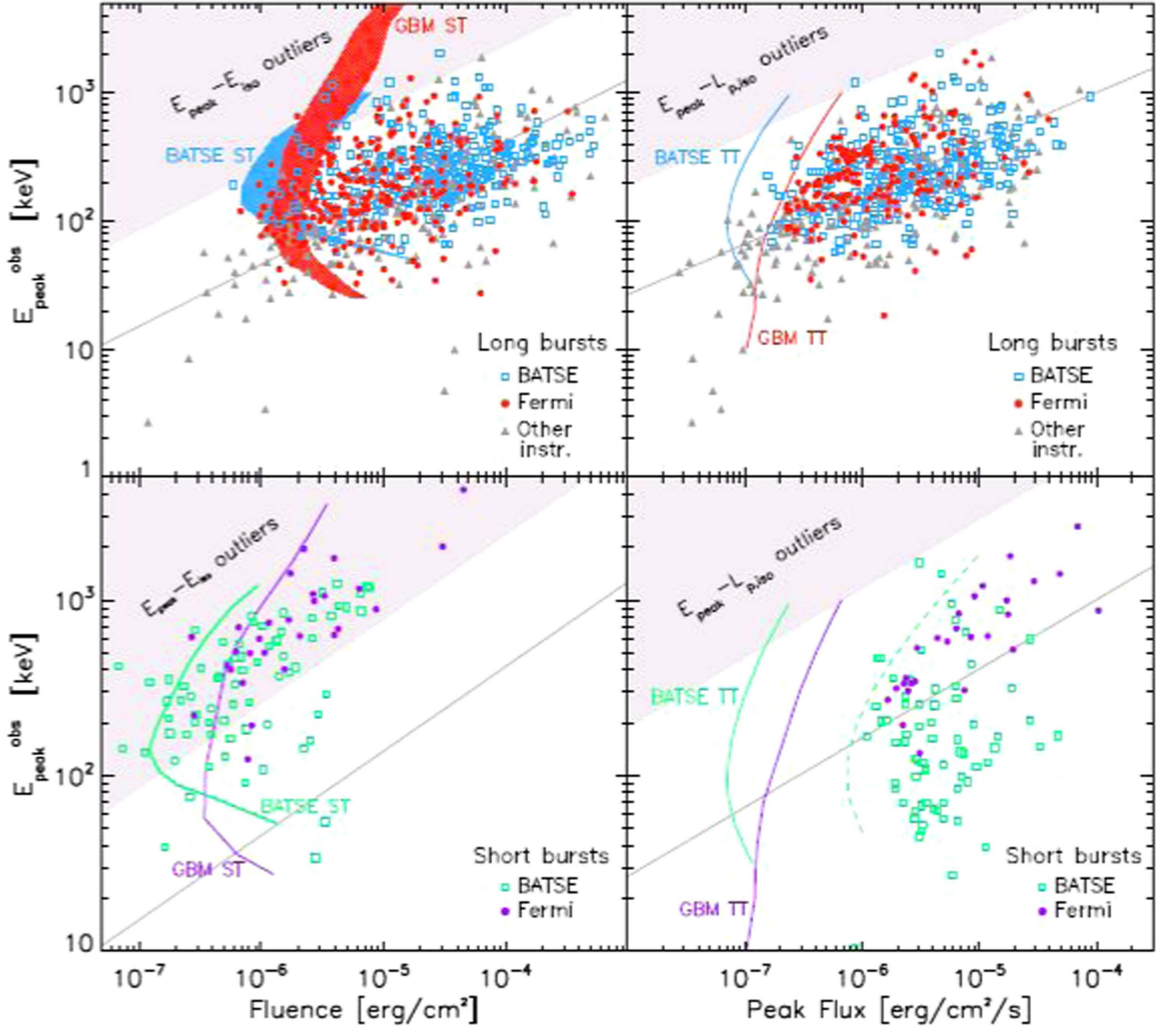 GBM ST
E_peak−E_iso outliers
BATSE ST
10³
10²
10
1
E_peak^obs [keV]
Long bursts
BATSE
Fermi
Other
instr.
E_peak−L_p,iso outliers
BATSE TT
GBM TT
Long bursts
BATSE
Fermi
Other
instr.
E_peak−E_iso outliers
10³
10²
10
E_peak^obs [keV]
BATSE ST
GBM ST
Short bursts
BATSE
Fermi
E_peak−L_p,iso outliers
BATSE TT
GBM TT
Short bursts
BATSE
Fermi
10⁻⁷ 10⁻⁶ 10⁻⁵ 10⁻⁴
10⁻⁷ 10⁻⁶ 10⁻⁵ 10⁻⁴
Fluence [erg/cm²]
Peak Flux [erg/cm²/s]